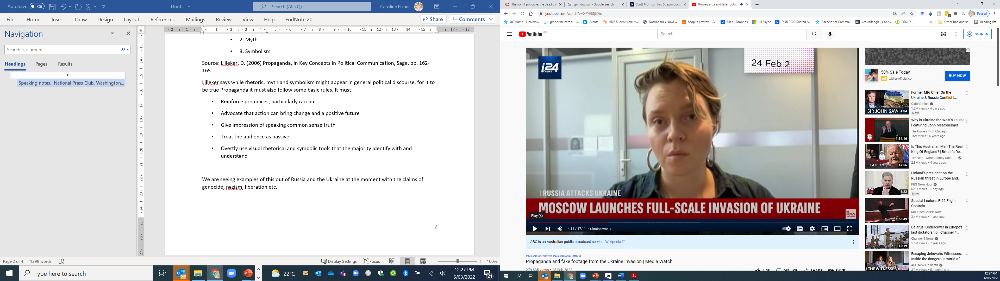 AutoSave Off
Dont...
Search (Alt+Q)
Caroline.Fisher
File Home Insert Draw Design Layout References Mailings Review View Help EndNote 20
Share Comments
Navigation
Search document
Headings Pages Results
Speaking notes. National Press Club, Washington...
• 2. Myth
• 3. Symbolism
Source: Lilleker, D. (2006) Propaganda, in Key Concepts in Political Communication, Sage, pp. 162-
165
Lilleker says while rhetoric, myth and symbolism might appear in general political discourse, for it to
be true Propaganda it must also follow some basic rules. It must:
• Reinforce prejudices, particularly racism
• Advocate that action can bring change and a positive future
• Give impression of speaking common sense truth
• Treat the audience as passive
• Overtly use visual rhetorical and symbolic tools that the majority identify with and
understand
We are seeing examples of this out of Russia and the Ukraine at the moment with the claims of
genocide, nazism, liberation etc.
2
Page 2 of 4 1299 words
Display Settings Focus 100%
Type here to search
22°C
12:27 PM
6/03/2022
21
The vomit principle, the dead ba
spin doctors - Google Search
Scott Morrison has 66 spin docto
Propaganda and fake footag
youtube.com/watch?v=XFYf98jtDtc
Paused
UC Home - Universi... grapevine.com.au -... Events HDR Supervision: M... Dashboard ‹ NowU... Scopus preview - S... Files - Dropbox (1) Skype DNR 2020 Shared A... Bachelor of Commu... CrowdTangle | Cont... ORCID » Other bookmarks Reading list
YouTube AU
Search
SIGN IN
i24
NEWS
24 Feb 2
RUSSIA ATTACKS UKRAINE
MOSCOW LAUNCHES FULL-SCALE INVASION OF UKRAINE
Play (k)
NEWS
4:11 / 17:11 • Ukraine war
ABC is an Australian public broadcast service. Wikipedia
#ABCNewsIndepth #ABCNewsAustralia
Propaganda and fake footage from the Ukraine invasion | Media Watch
279,535 views • 28 Feb 2022
4.2K DISLIKE SHARE SAVE
50% Sale Today
Ad tvidler-official.com
BUY NOW
SIR JOHN SAW
34:04
Former MI6 Chief On the
Ukraine & Russia Conflict |...
OxfordUnion
1.2M views • 4 days ago
New
1:14:16
Why is Ukraine the West's Fault?
Featuring John Mearsheimer
The University of Chicago
16M views • 6 years ago
TIMELINE
47:56
Is This Australian Man The Real
King Of England? | Britain's Re...
Timeline - World History Docu...
2.3M views • 4 years ago
8:22
Finland's president on the
Russian threat in Europe and...
PBS NewsHour
623K views • 1 day ago
New
1:06:49
Special Lecture: F-22 Flight
Controls
MIT OpenCourseWare
3.4M views • 1 year ago
12:19
Belarus: Undercover in Europe's
last dictatorship | Channel 4...
Channel 4 News
1.5M views • 7 years ago
THE WITNESSES
Escaping Jehovah's Witnesses:
Inside the dangerous world of ...
ABC News In-depth
3.9M views • 5 months ago
12:27 PM
6/03/2022